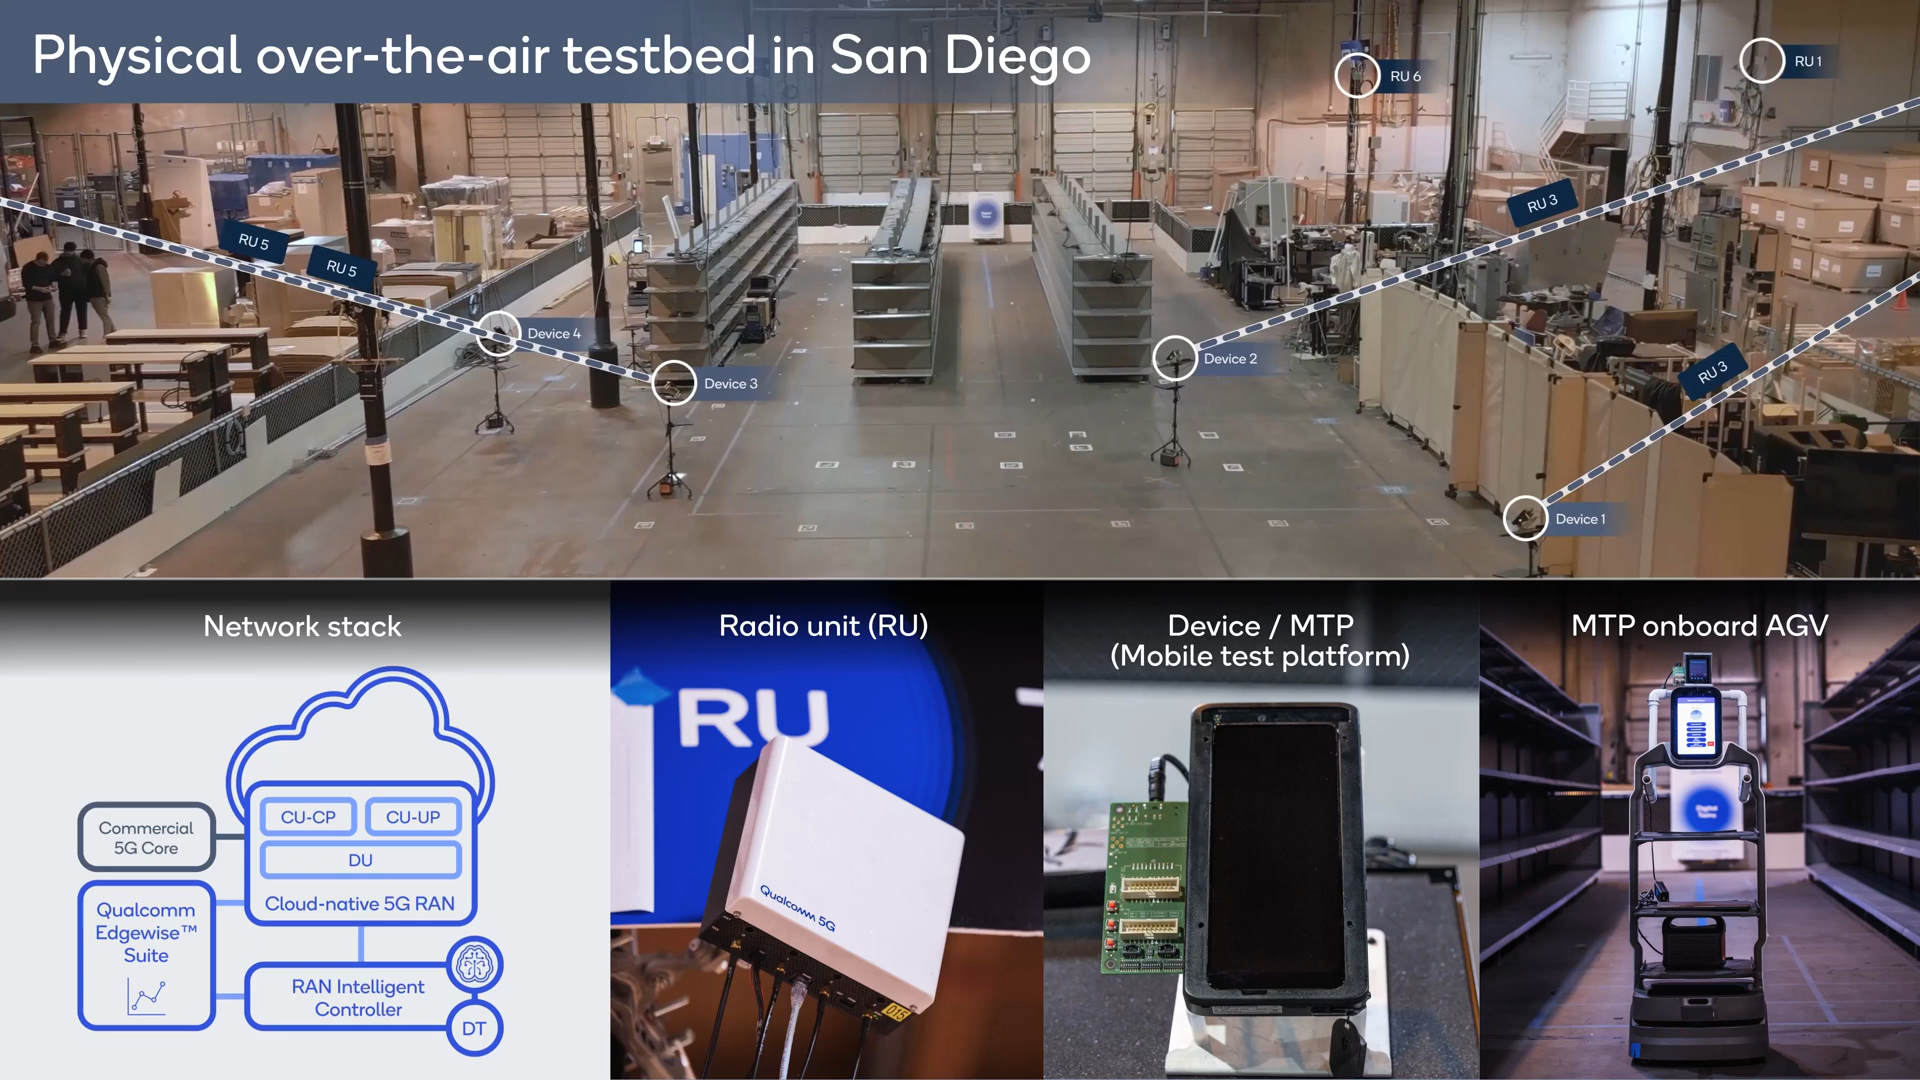 Physical over-the-air testbed in San Diego
RU 6
RU 1
RU 3
RU 5
RU 5
Device 4
Device 3
Device 2
RU 3
Device 1
Network stack
CU-CP
CU-UP
DU
Cloud-native 5G RAN
Commercial
5G Core
Qualcomm
Edgewise™
Suite
RAN Intelligent
Controller
DT
Radio unit (RU)
RU
Qualcomm 5G
015
Device / MTP
(Mobile test platform)
MTP onboard AGV
Digital
Twins